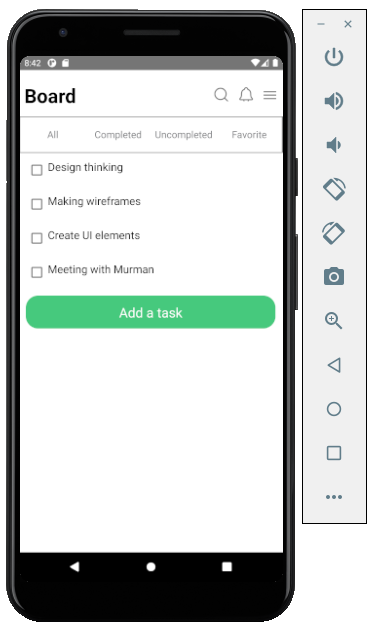 8:42
Board
All Completed Uncompleted Favorite
Design thinking
Making wireframes
Create UI elements
Meeting with Murman
Add a task